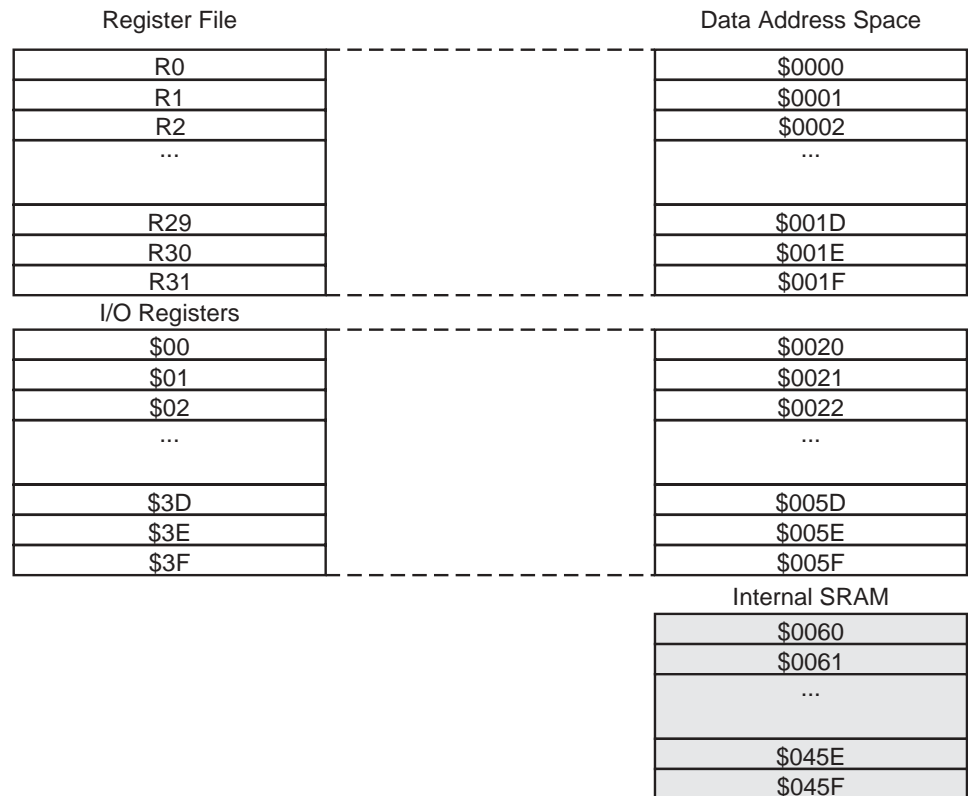 Register File Data Address Space
R0 $0000
R1 $0001
R2 $0002
... ...
R29 $001D
R30 $001E
R31 $001F
I/O Registers
$00 $0020
$01 $0021
$02 $0022
... ...
$3D $005D
$3E $005E
$3F $005F
Internal SRAM
$0060
$0061
...
$045E
$045F